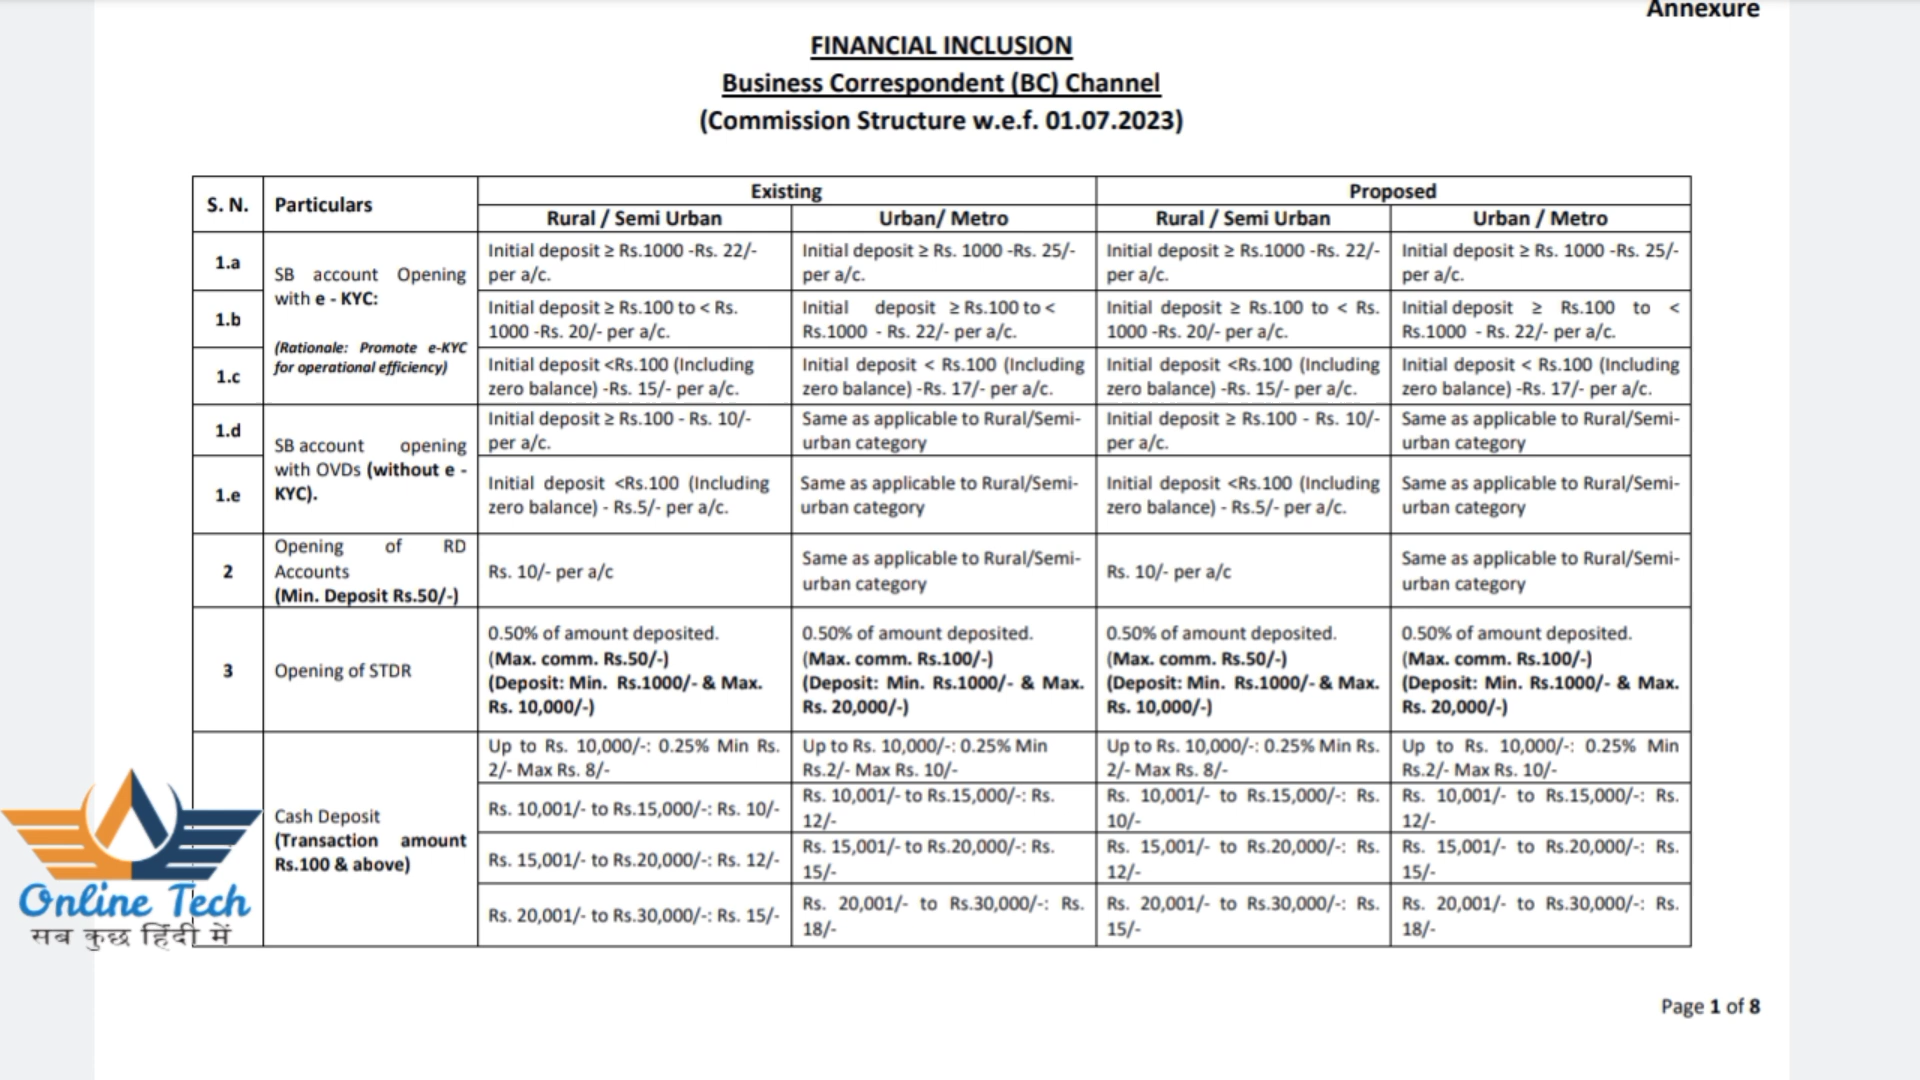 Annexure
FINANCIAL INCLUSION
Business Correspondent (BC) Channel
(Commission Structure w.e.f. 01.07.2023)
S. N.
Particulars
Existing
Proposed
Rural / Semi Urban
Urban/ Metro
Rural / Semi Urban
Urban / Metro
1.a
SB account Opening
with e - KYC:
(Rationale: Promote e-KYC
for operational efficiency)
Initial deposit ≥ Rs.1000 -Rs. 22/-
per a/c.
Initial deposit ≥ Rs. 1000 -Rs. 25/-
per a/c.
Initial deposit ≥ Rs.1000 -Rs. 22/-
per a/c.
Initial deposit ≥ Rs. 1000 -Rs. 25/-
per a/c.
1.b
Initial deposit ≥ Rs.100 to < Rs.
1000 -Rs. 20/- per a/c.
Initial deposit ≥ Rs.100 to <
Rs.1000 - Rs. 22/- per a/c.
Initial deposit ≥ Rs.100 to < Rs.
1000 -Rs. 20/- per a/c.
Initial deposit ≥ Rs.100 to <
Rs.1000 - Rs. 22/- per a/c.
1.c
Initial deposit <Rs.100 (Including
zero balance) -Rs. 15/- per a/c.
Initial deposit < Rs.100 (Including
zero balance) -Rs. 17/- per a/c.
Initial deposit <Rs.100 (Including
zero balance) -Rs. 15/- per a/c.
Initial deposit < Rs.100 (Including
zero balance) -Rs. 17/- per a/c.
1.d
SB account opening
with OVDs (without e -
KYC).
Initial deposit ≥ Rs.100 - Rs. 10/-
per a/c.
Same as applicable to Rural/Semi-
urban category
Initial deposit ≥ Rs.100 - Rs. 10/-
per a/c.
Same as applicable to Rural/Semi-
urban category
1.e
Initial deposit <Rs.100 (Including
zero balance) - Rs.5/- per a/c.
Same as applicable to Rural/Semi-
urban category
Initial deposit <Rs.100 (Including
zero balance) - Rs.5/- per a/c.
Same as applicable to Rural/Semi-
urban category
2
Opening of RD
Accounts
(Min. Deposit Rs.50/-)
Rs. 10/- per a/c
Same as applicable to Rural/Semi-
urban category
Rs. 10/- per a/c
Same as applicable to Rural/Semi-
urban category
3
Opening of STDR
0.50% of amount deposited.
(Max. comm. Rs.50/-)
(Deposit: Min. Rs.1000/- & Max.
Rs. 10,000/-)
0.50% of amount deposited.
(Max. comm. Rs.100/-)
(Deposit: Min. Rs.1000/- & Max.
Rs. 20,000/-)
0.50% of amount deposited.
(Max. comm. Rs.50/-)
(Deposit: Min. Rs.1000/- & Max.
Rs. 10,000/-)
0.50% of amount deposited.
(Max. comm. Rs.100/-)
(Deposit: Min. Rs.1000/- & Max.
Rs. 20,000/-)
Cash Deposit
(Transaction amount
Rs.100 & above)
Up to Rs. 10,000/-: 0.25% Min Rs.
2/- Max Rs. 8/-
Up to Rs. 10,000/-: 0.25% Min
Rs.2/- Max Rs. 10/-
Up to Rs. 10,000/-: 0.25% Min Rs.
2/- Max Rs. 8/-
Up to Rs. 10,000/-: 0.25% Min
Rs.2/- Max Rs. 10/-
Rs. 10,001/- to Rs.15,000/-: Rs. 10/-
Rs. 10,001/- to Rs.15,000/-: Rs.
12/-
Rs. 10,001/- to Rs.15,000/-: Rs.
10/-
Rs. 10,001/- to Rs.15,000/-: Rs.
12/-
Rs. 15,001/- to Rs.20,000/-: Rs. 12/-
Rs. 15,001/- to Rs.20,000/-: Rs.
15/-
Rs. 15,001/- to Rs.20,000/-: Rs.
12/-
Rs. 15,001/- to Rs.20,000/-: Rs.
15/-
Rs. 20,001/- to Rs.30,000/-: Rs. 15/-
Rs. 20,001/- to Rs.30,000/-: Rs.
18/-
Rs. 20,001/- to Rs.30,000/-: Rs.
15/-
Rs. 20,001/- to Rs.30,000/-: Rs.
18/-
Online Tech
सब कुछ हिंदी में
Page 1 of 8